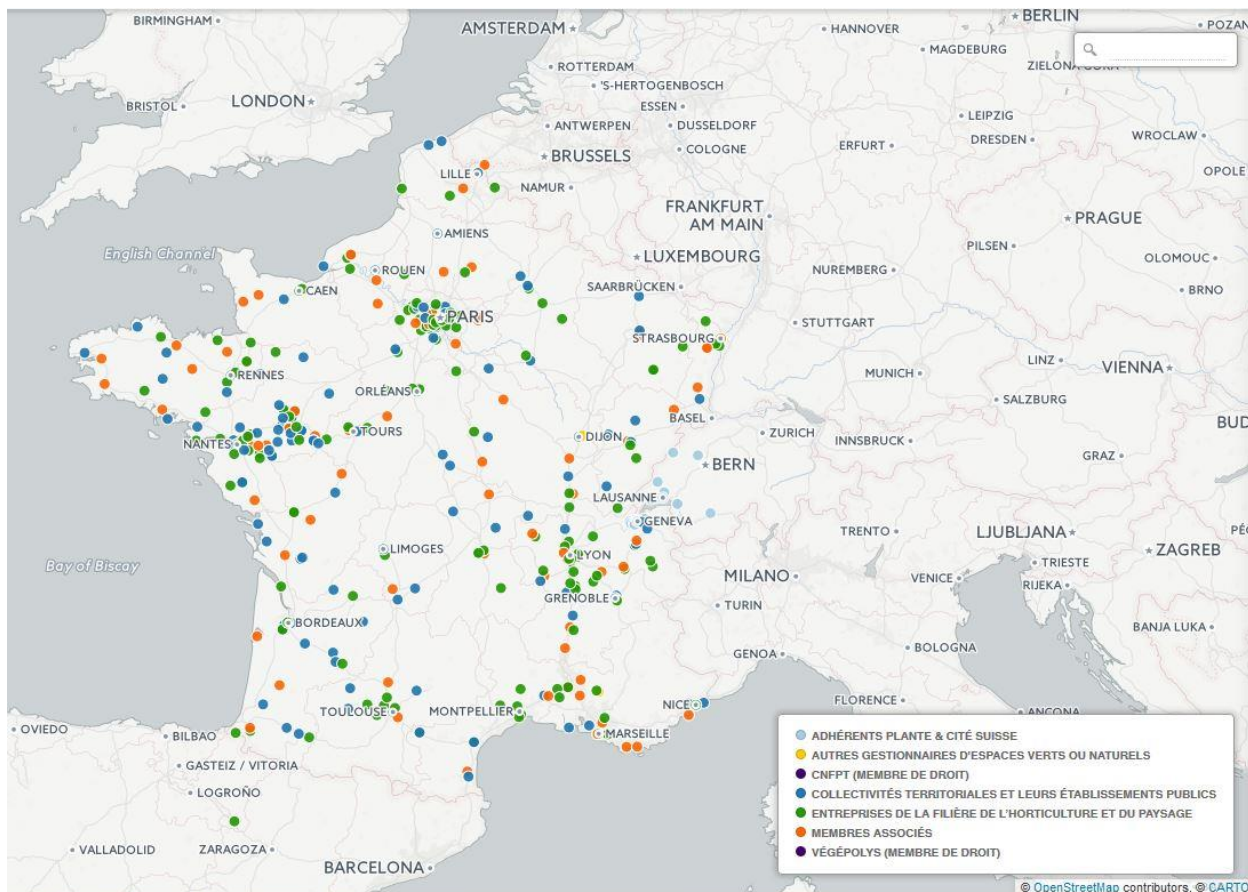 BIRMINGHAM
AMSTERDAM
HANNOVER
BERLIN
POZAN
MAGDEBURG
ROTTERDAM
'S-HERTOGENBOSCH
BRISTOL
LONDON
ESSEN
LEIPZIG
ANTWERPEN
DUSSELDORF
DRESDEN
WROCLAW
BRUSSELS
COLOGNE
ERFURT
LILLE
OPOLE
NAMUR
FRANKFURT
AM MAIN
PRAGUE
AMIENS
PILSEN
English Channel
LUXEMBOURG
OLOMOUC
ROUEN
NUREMBERG
CAEN
SAARBRÜCKEN
BRNO
PARIS
STUTTGART
STRASBOURG
LINZ
VIENNA
RENNES
MUNICH
ORLÉANS
SALZBURG
BASEL
BUD
TOURS
ZURICH
NANTES
DIJON
INNSBRUCK
GRAZ
BERN
LAUSANNE
GENEVA
TRENTO
LJUBLJANA
LIMOGES
LYON
ZAGREB
PÉC
Bay of Biscay
TRIESTE
MILANO
VENICE
RIJEKA
GRENOBLE
TURIN
BORDEAUX
BANJA LUKA
BOLOGNA
GENOA
TOULOUSE
MONTPELLIER
NICE
FLORENCE
ANCONA
OVIEDO
BILBAO
MARSEILLE
GASTEIZ / VITORIA
LOGROÑO
VALLADOLID
ZARAGOZA
BARCELONA
ADHÉRENTS PLANTE & CITÉ SUISSE
AUTRES GESTIONNAIRES D'ESPACES VERTS OU NATURELS
CNFPT (MEMBRE DE DROIT)
COLLECTIVITÉS TERRITORIALES ET LEURS ÉTABLISSEMENTS PUBLICS
ENTREPRISES DE LA FILIÈRE DE L'HORTICULTURE ET DU PAYSAGE
MEMBRES ASSOCIÉS
VÉGÉPOLYS (MEMBRE DE DROIT)
© OpenStreetMap contributors, © CARTO